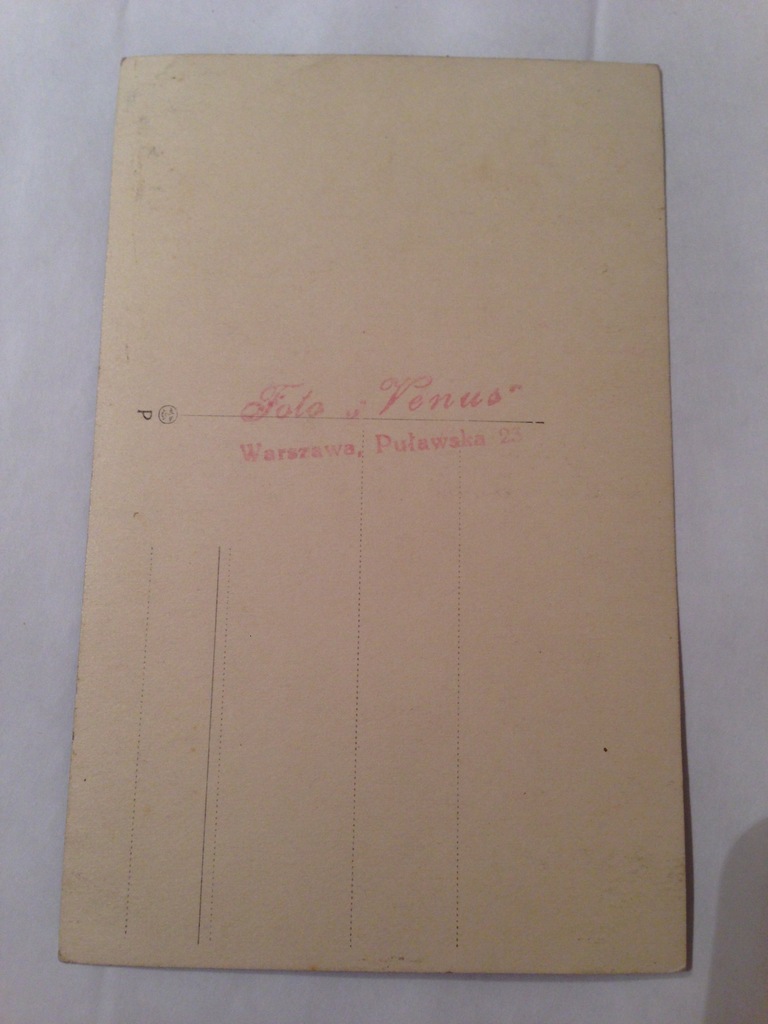 Foto „Venus“
Warszawa, Puławska 23
P